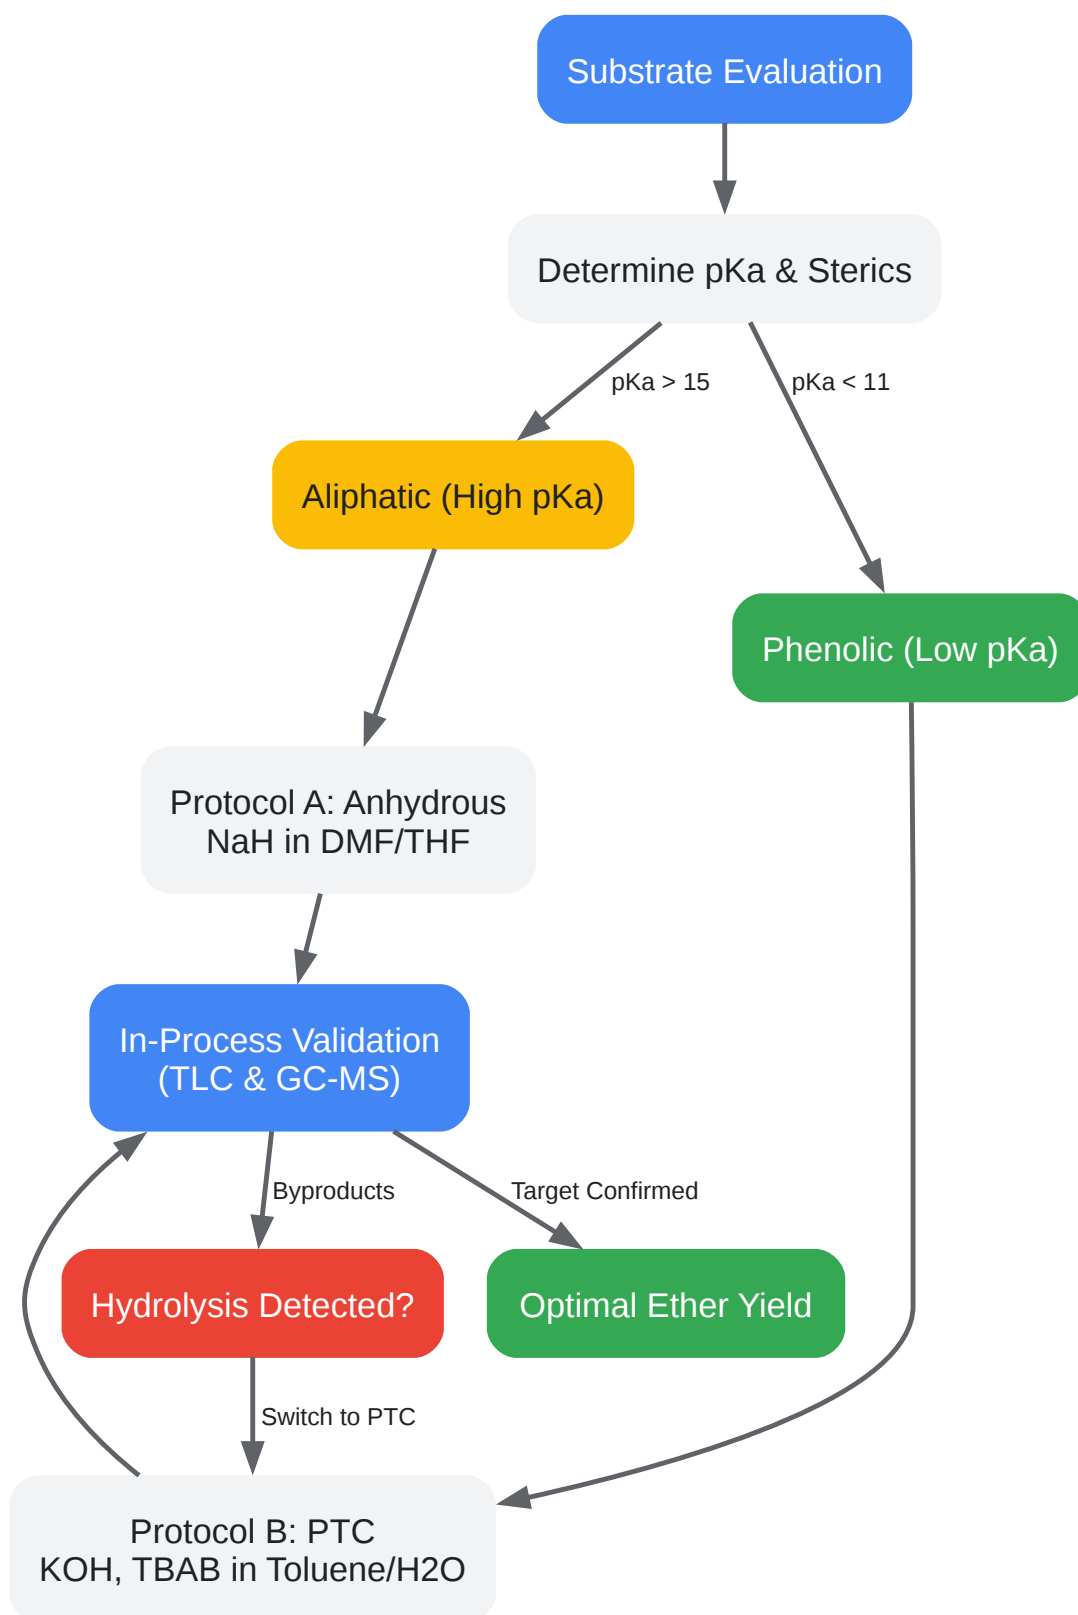 Substrate Evaluation
Determine pKa & Sterics
pKa > 15
pKa < 11
Aliphatic (High pKa)
Phenolic (Low pKa)
Protocol A: Anhydrous
NaH in DMF/THF
In-Process Validation
(TLC & GC-MS)
Byproducts
Target Confirmed
Hydrolysis Detected?
Optimal Ether Yield
Switch to PTC
Protocol B: PTC
KOH, TBAB in Toluene/H2O